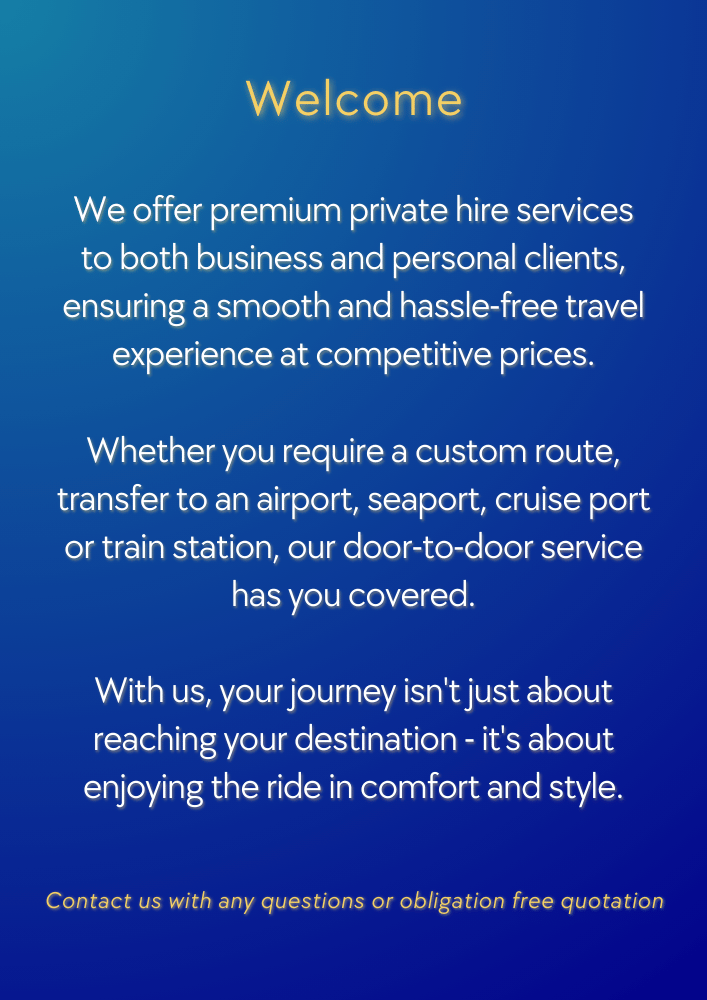 Welcome
We offer premium private hire services
to both business and personal clients,
ensuring a smooth and hassle-free travel
experience at competitive prices.
Whether you require a custom route,
transfer to an airport, seaport, cruise port
or train station, our door-to-door service
has you covered.
With us, your journey isn't just about
reaching your destination - it's about
enjoying the ride in comfort and style.
Contact us with any questions or obligation free quotation